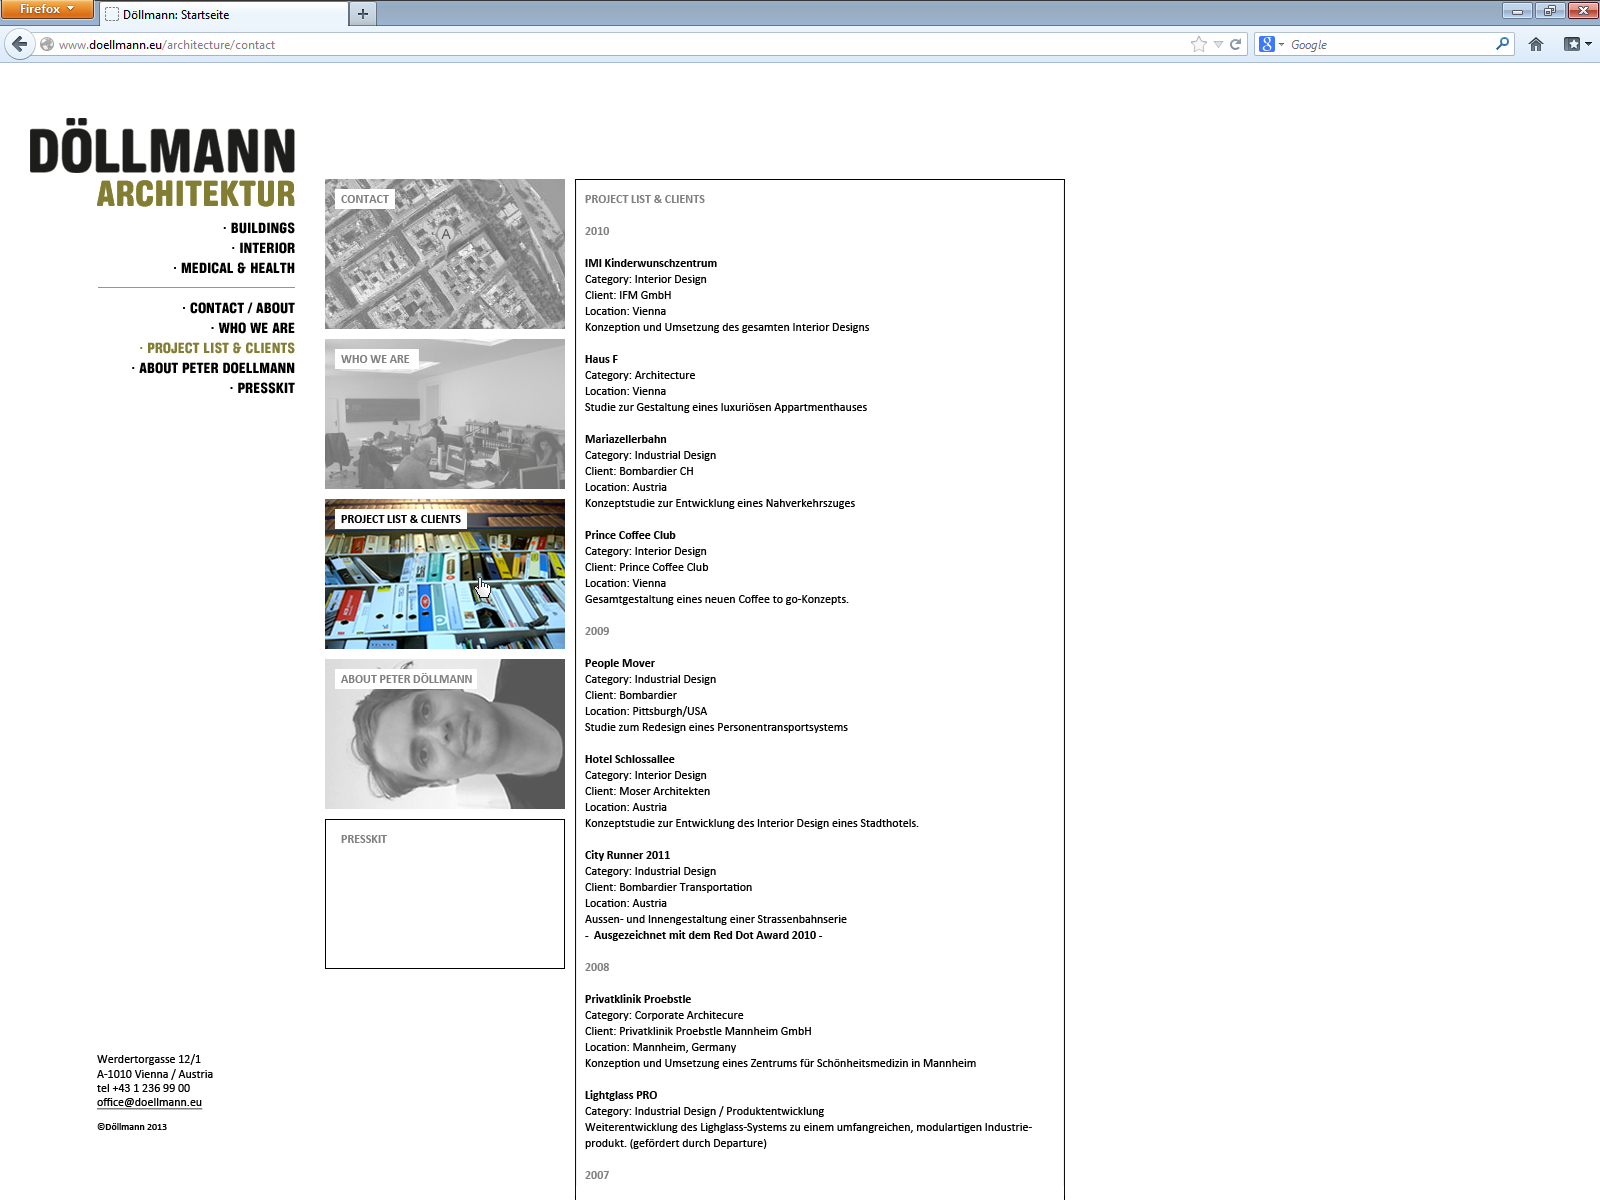 Firefox
Döllmann: Startseite
www.doellmann.eu/architecture/contact
Google
DÖLLMANN
ARCHITEKTUR
· BUILDINGS
· INTERIOR
· MEDICAL & HEALTH
· CONTACT / ABOUT
· WHO WE ARE
· PROJECT LIST & CLIENTS
· ABOUT PETER DOELLMANN
· PRESSKIT
Werdertorgasse 12/1
A-1010 Vienna / Austria
tel +43 1 236 99 00
office@doellmann.eu
©Döllmann 2013
CONTACT
A
WHO WE ARE
PROJECT LIST & CLIENTS
ABOUT PETER DÖLLMANN
PRESSKIT
PROJECT LIST & CLIENTS
2010
IMI Kinderwunschzentrum
Category: Interior Design
Client: IFM GmbH
Location: Vienna
Konzeption und Umsetzung des gesamten Interior Designs
Haus F
Category: Architecture
Location: Vienna
Studie zur Gestaltung eines luxuriösen Appartmenthauses
Mariazellerbahn
Category: Industrial Design
Client: Bombardier CH
Location: Austria
Konzeptstudie zur Entwicklung eines Nahverkehrszuges
Prince Coffee Club
Category: Interior Design
Client: Prince Coffee Club
Location: Vienna
Gesamtgestaltung eines neuen Coffee to go-Konzepts.
2009
People Mover
Category: Industrial Design
Client: Bombardier
Location: Pittsburgh/USA
Studie zum Redesign eines Personentransportsystems
Hotel Schlossallee
Category: Interior Design
Client: Moser Architekten
Location: Austria
Konzeptstudie zur Entwicklung des Interior Design eines Stadthotels.
City Runner 2011
Category: Industrial Design
Client: Bombardier Transportation
Location: Austria
Aussen- und Innengestaltung einer Strassenbahnserie
- Ausgezeichnet mit dem Red Dot Award 2010 -
2008
Privatklinik Proebstle
Category: Corporate Architecure
Client: Privatklinik Proebstle Mannheim GmbH
Location: Mannheim, Germany
Konzeption und Umsetzung eines Zentrums für Schönheitsmedizin in Mannheim
Lightglass PRO
Category: Industrial Design / Produktentwicklung
Weiterentwicklung des Lighglass-Systems zu einem umfangreichen, modulartigen Industrie-
produkt. (gefördert durch Departure)
2007